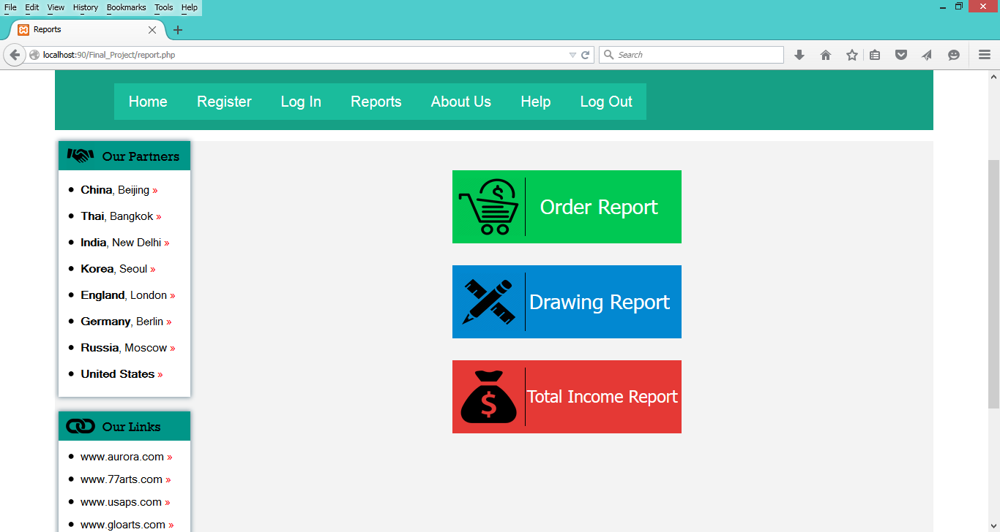 File Edit View History Bookmarks Tools Help
Reports
localhost:90/Final_Project/report.php
Search
Home Register Log In Reports About Us Help Log Out
Our Partners
China, Beijing »
Thai, Bangkok »
India, New Delhi »
Korea, Seoul »
England, London »
Germany, Berlin »
Russia, Moscow »
United States »
Our Links
www.aurora.com »
www.77arts.com »
www.usaps.com »
www.gloarts.com »
$
Order Report
Drawing Report
$
Total Income Report